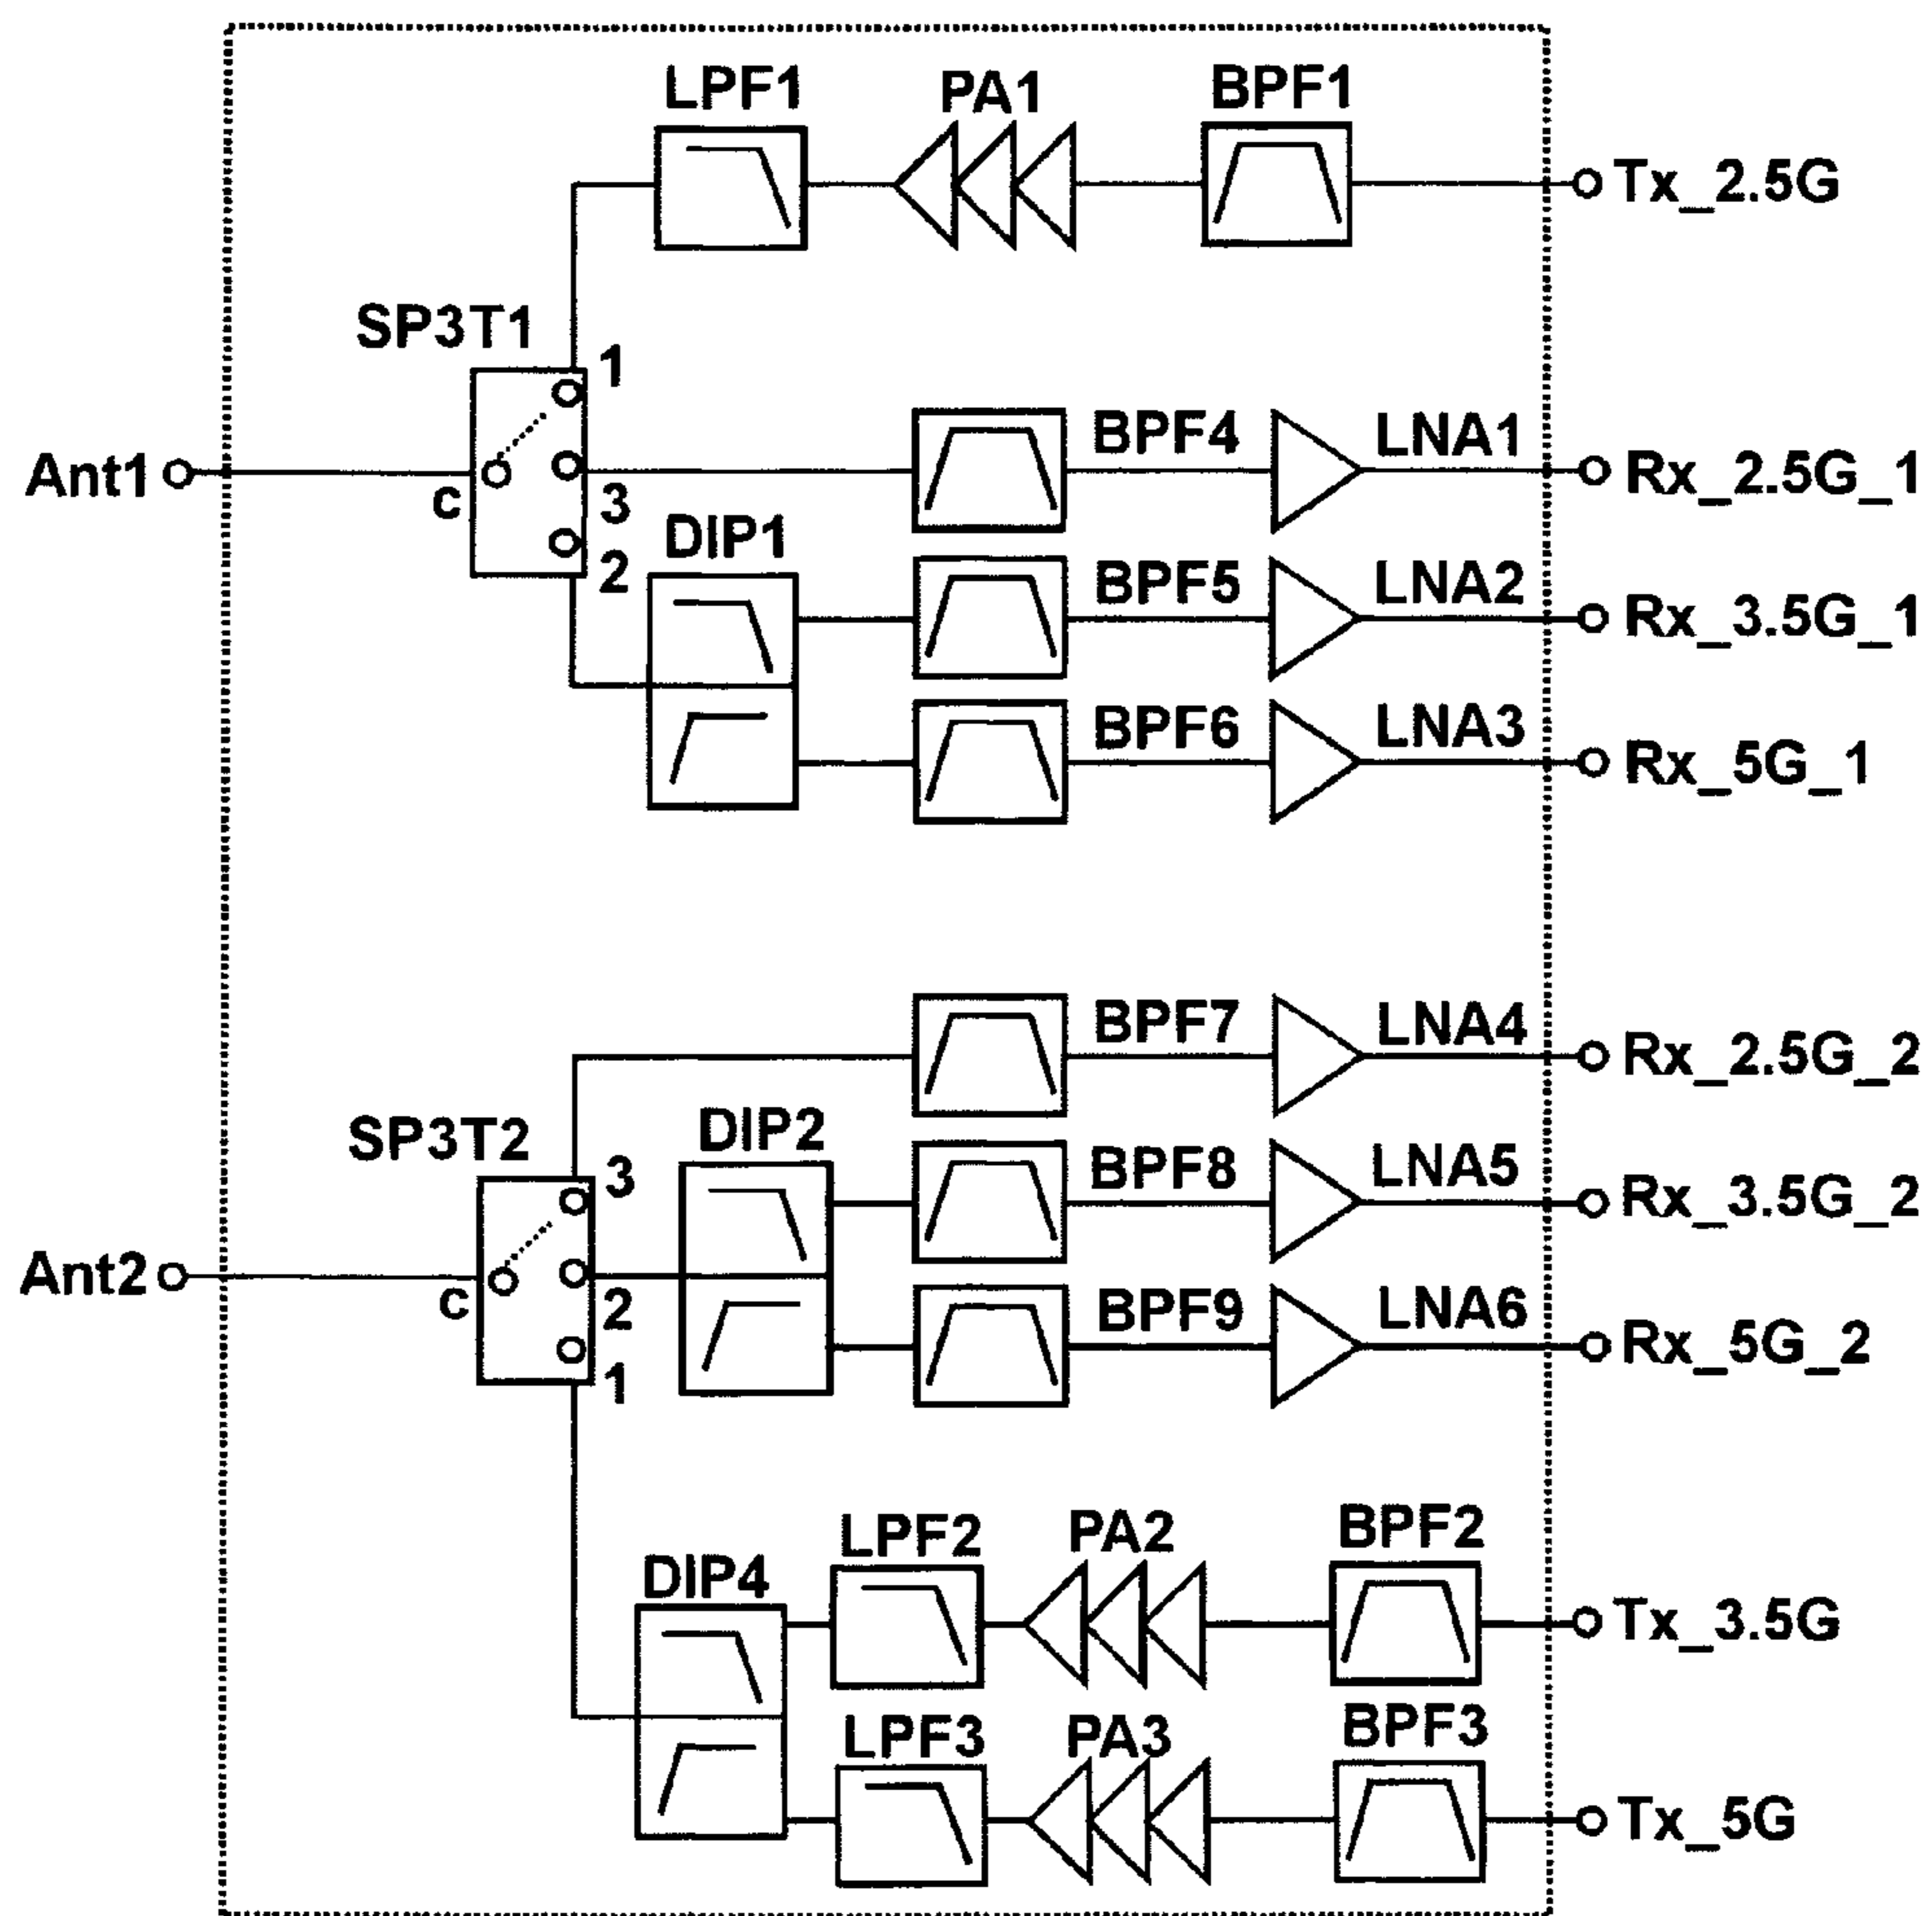 LPF1 PA1 BPF1
Tx_2.5G
SP3T1
1
BPF4 LNA1
Ant1 c 3 Rx_2.5G_1
DIP1
2 BPF5 LNA2
Rx_3.5G_1
BPF6 LNA3
Rx_5G_1
BPF7 LNA4
Rx_2.5G_2
SP3T2 DIP2
3 BPF8 LNA5
Rx_3.5G_2
Ant2 c 2 BPF9 LNA6
Rx_5G_2
1
LPF2 PA2 BPF2
DIP4
Tx_3.5G
LPF3 PA3 BPF3
Tx_5G